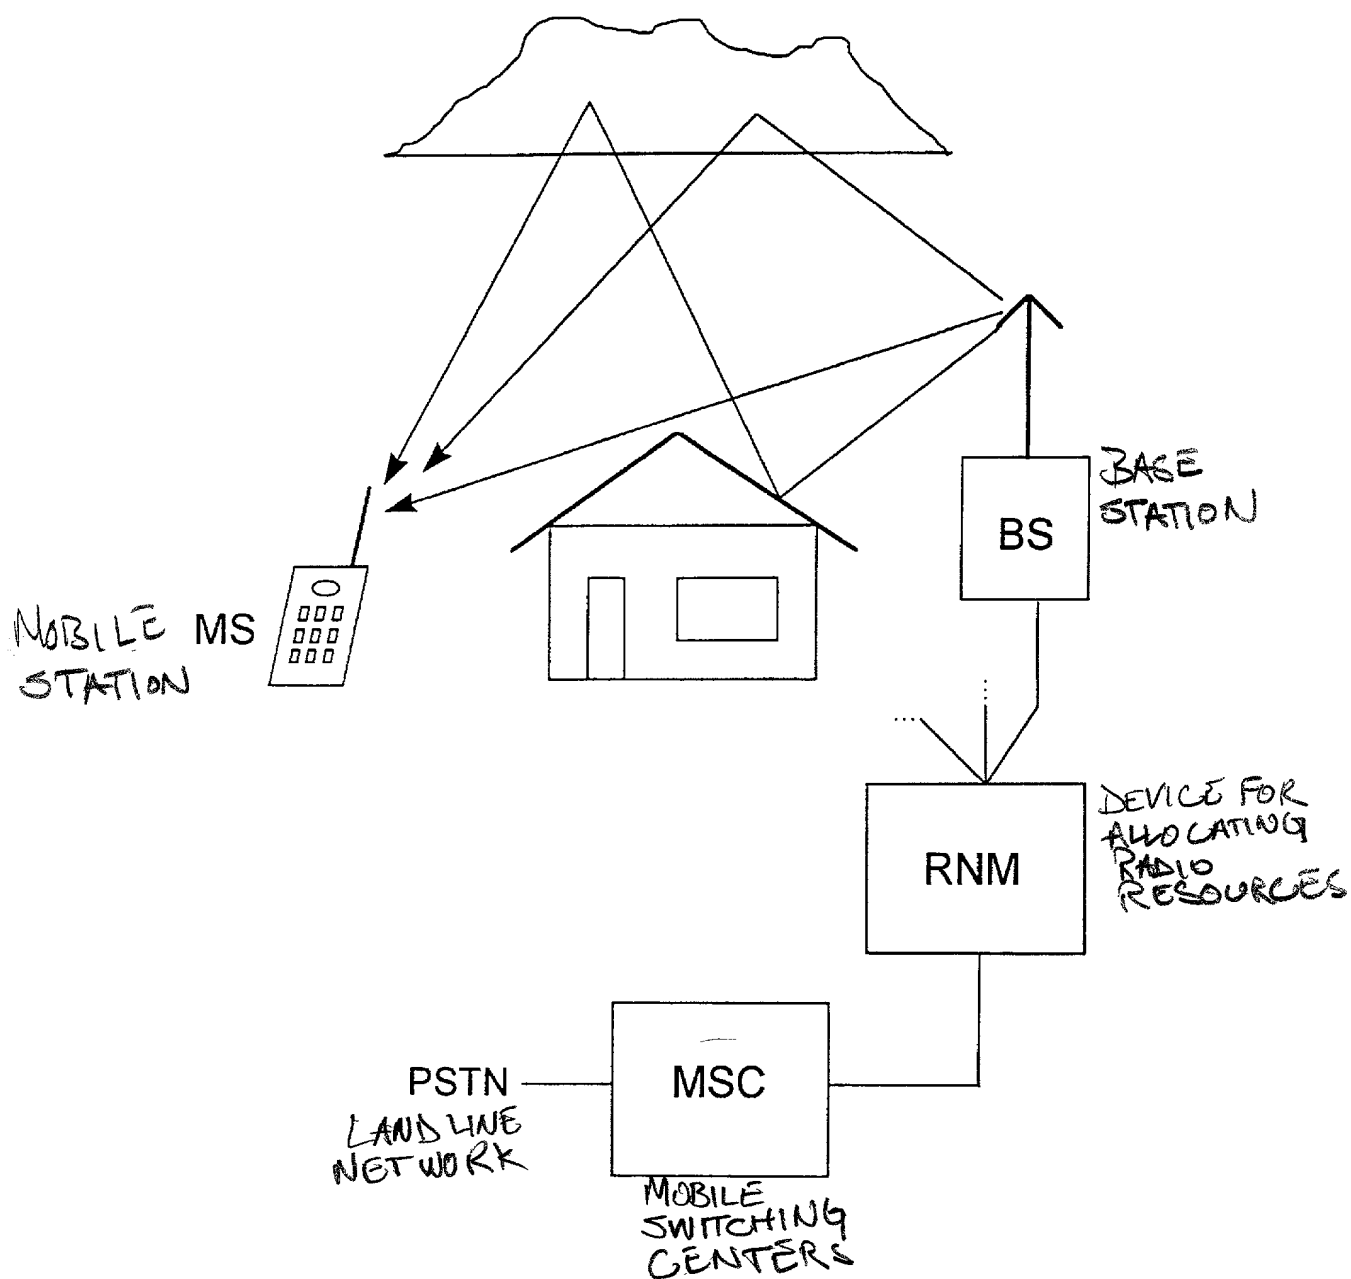 BS
BASE
STATION
MOBILE
STATION
MS
RNM
DEVICE FOR
ALLOCATING
RADIO
RESOURCES
PSTN
LAND LINE
NETWORK
MSC
MOBILE
SWITCHING
CENTERS